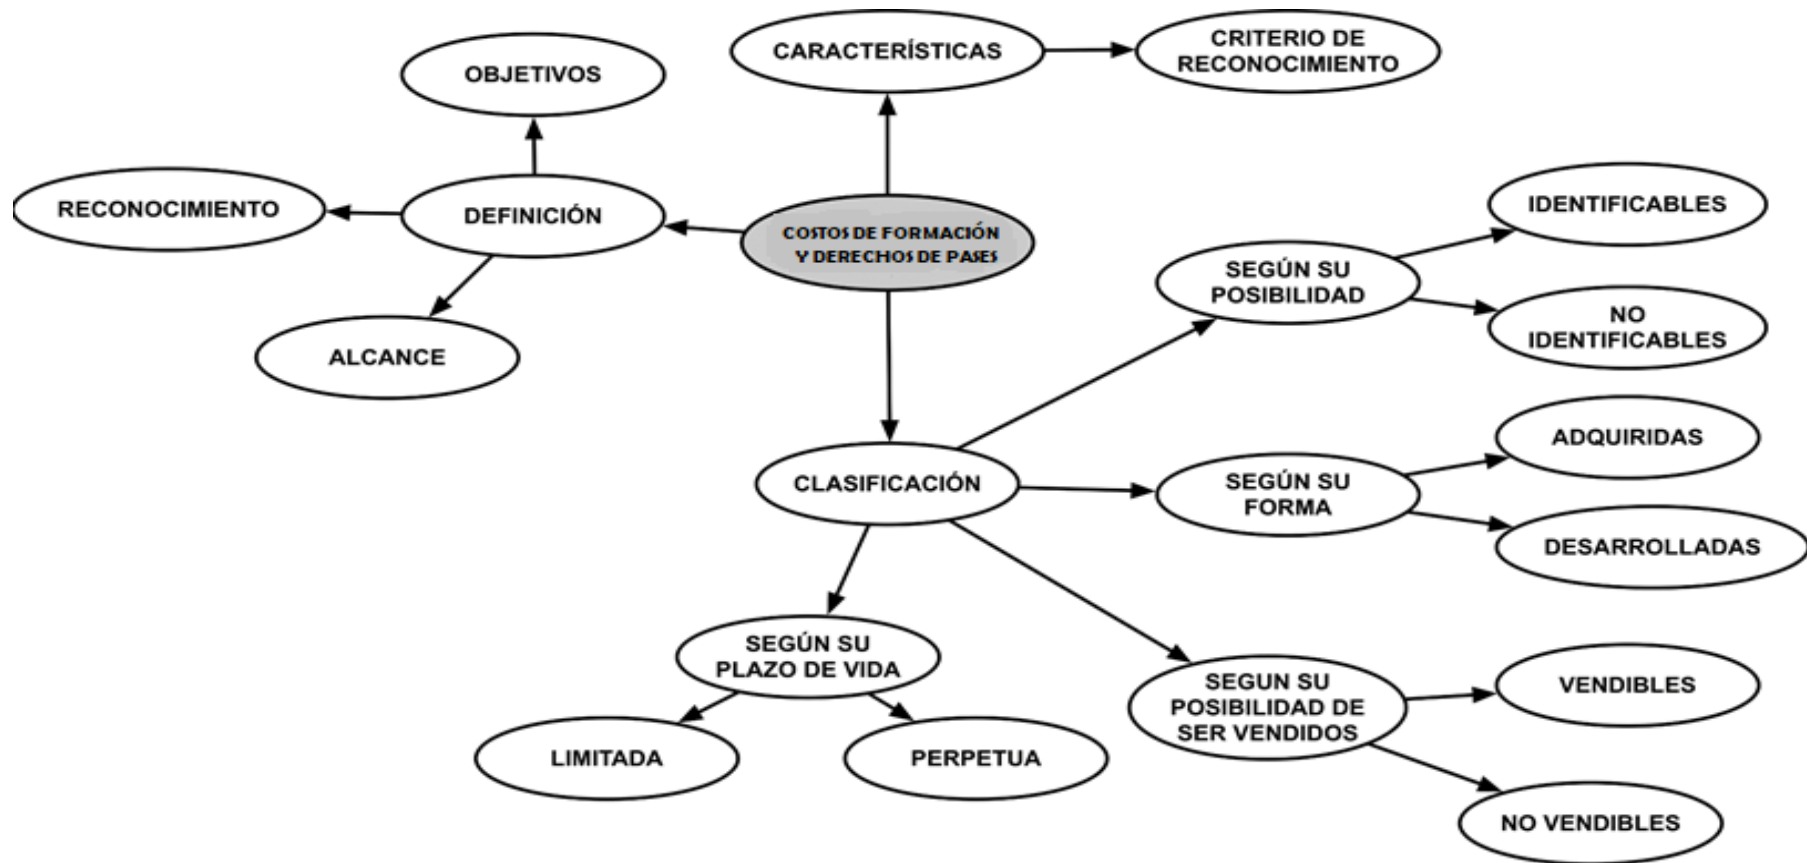 CARACTERÍSTICAS
CRITERIO DE
RECONOCIMIENTO
OBJETIVOS
RECONOCIMIENTO
DEFINICIÓN
COSTOS DE FORMACIÓN
Y DERECHOS DE PASES
ALCANCE
SEGÚN SU
POSIBILIDAD
IDENTIFICABLES
NO
IDENTIFICABLES
CLASIFICACIÓN
SEGÚN SU
FORMA
ADQUIRIDAS
DESARROLLADAS
SEGÚN SU
PLAZO DE VIDA
LIMITADA
PERPETUA
SEGUN SU
POSIBILIDAD DE
SER VENDIDOS
VENDIBLES
NO VENDIBLES